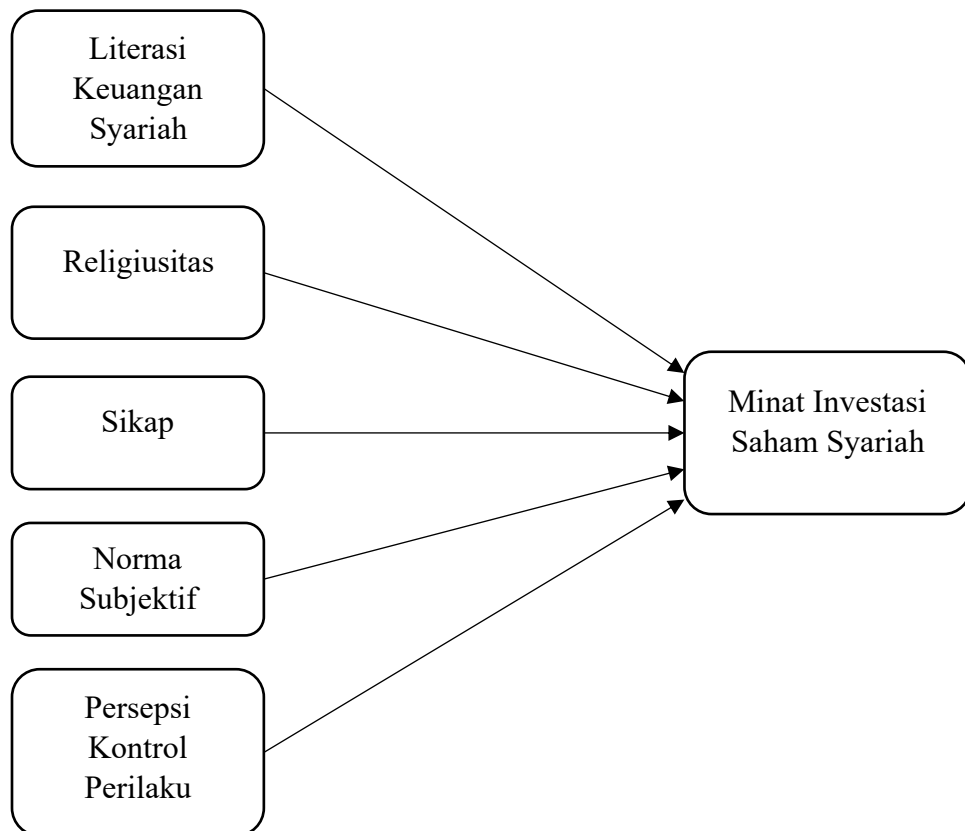 Literasi
Keuangan
Syariah
Religiusitas
Sikap
Norma
Subjektif
Persepsi
Kontrol
Perilaku
Minat Investasi
Saham Syariah